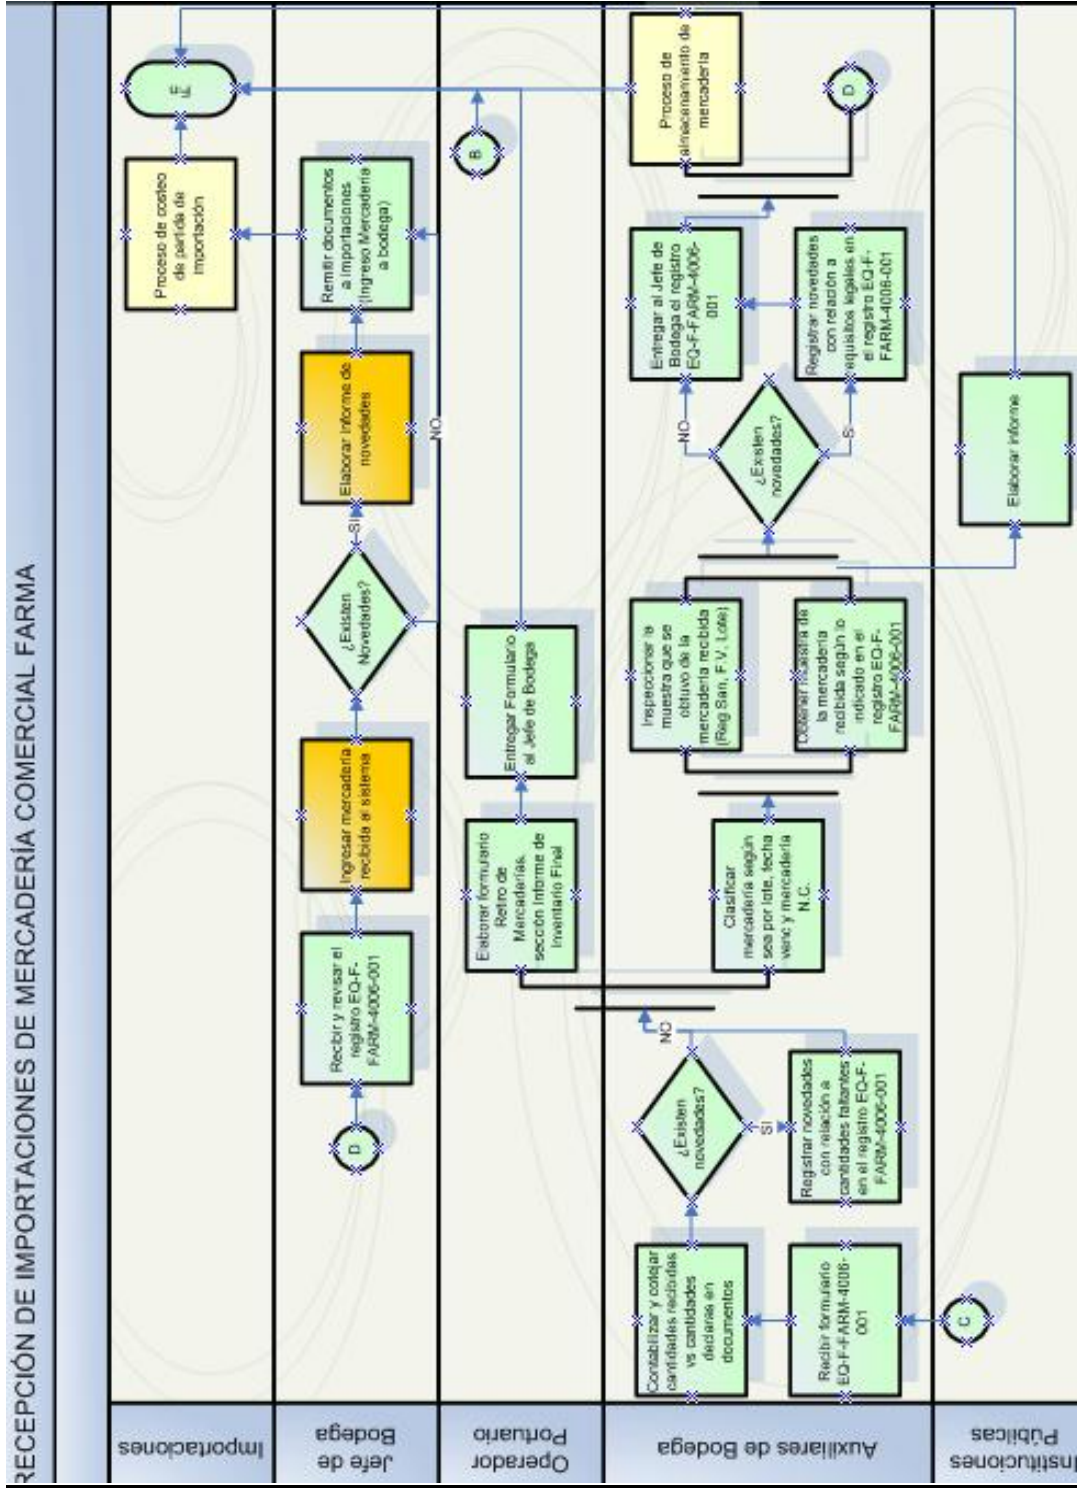 RECEPCIÓN DE IMPORTACIONES DE MERCADERÍA COMERCIAL FARMA
Importaciones
Proceso de costeo
de partida de
Importación
F
Jefe de
Bodega
D
Recibir y revisar el
registro EQ-F-
FARM-4006-001
Ingresar mercadería
recibida al sistema
¿Existen
Novedades?
SI
NO
Elaborar Informe de
novedades
Remitir documentos
a importaciones
(Ingreso Mercadería
a bodega)
Operador
Portuario
Elaborar formulario
Retiro de
Mercaderías,
sección Informe de
Inventario Final
Entregar Formulario
al Jefe de Bodega
B
Auxiliares de Bodega
Contabilizar y cotejar
cantidades recibidas
vs cantidades
declaras en
documentos
Recibir formulario
EQ-F-FARM-4006-
001
¿Existen
novedades?
NO
SI
Registrar novedades
con relación a
cantidades faltantes
en el registro EQ-F-
FARM-4006-001
Clasificar
mercadería según
sea por lote, fecha
venc y mercadería
N.C.
Inspeccionar la
muestra que se
obtuvo de la
mercadería recibida
(Reg San, F.V, Lote)
Obtener muestra de
la mercadería
recibida según lo
indicado en el
registro EQ-F-
FARM-4006-001
¿Existen
novedades?
NO
SI
Entregar al Jefe de
Bodega el registro
EQ-F-FARM-4006-
001
Registrar novedades
con relación a
requisitos legales en
el registro EQ-F-
FARM-4006-001
Proceso de
almacenamiento de
mercadería
D
Instituciones
Públicas
C
Elaborar informe